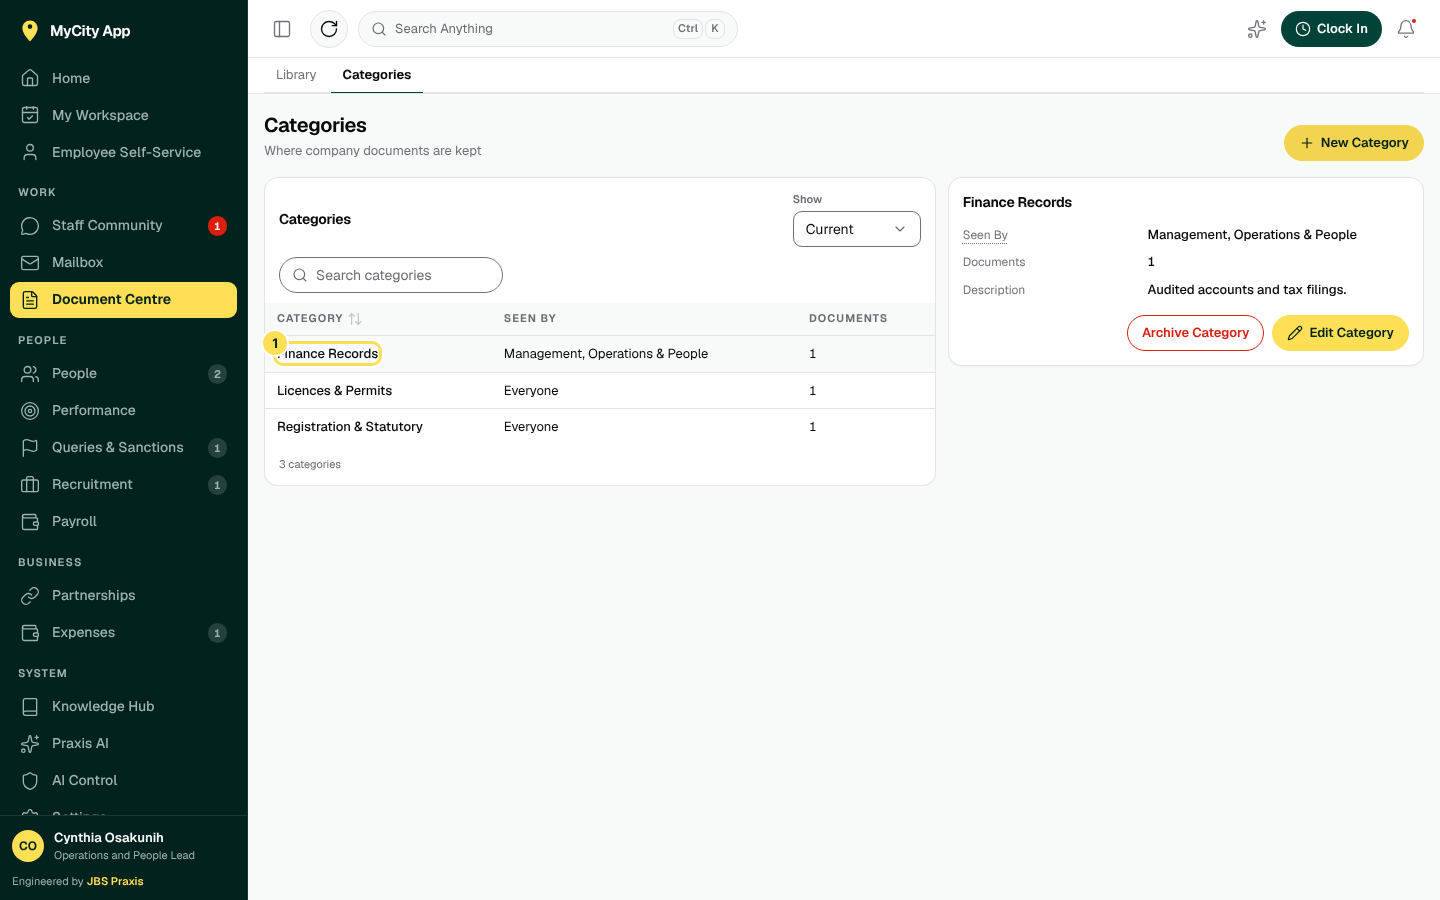 MyCity App
Home
My Workspace
Employee Self-Service
WORK
Staff Community 1
Mailbox
Document Centre
PEOPLE
People 2
Performance
Queries & Sanctions 1
Recruitment 1
Payroll
BUSINESS
Partnerships
Expenses 1
SYSTEM
Knowledge Hub
Praxis AI
AI Control
CO
Cynthia Osakunih
Operations and People Lead
Engineered by JBS Praxis
Search Anything Ctrl K
Clock In
Library Categories
Categories
Where company documents are kept
New Category
Categories
Show
Current
Search categories
CATEGORY SEEN BY DOCUMENTS
1
Finance Records Management, Operations & People 1
Licences & Permits Everyone 1
Registration & Statutory Everyone 1
3 categories
Finance Records
Seen By Management, Operations & People
Documents 1
Description Audited accounts and tax filings.
Archive Category Edit Category